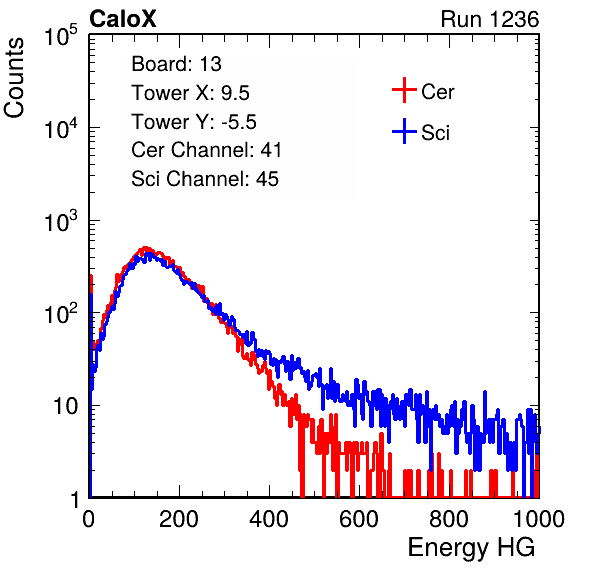 CaloX Run 1236
Counts
Board: 13
Tower X: 9.5
Tower Y: -5.5
Cer Channel: 41
Sci Channel: 45
Cer
Sci
10^5
10^4
10^3
10^2
10
1
0 200 400 600 800 1000
Energy HG